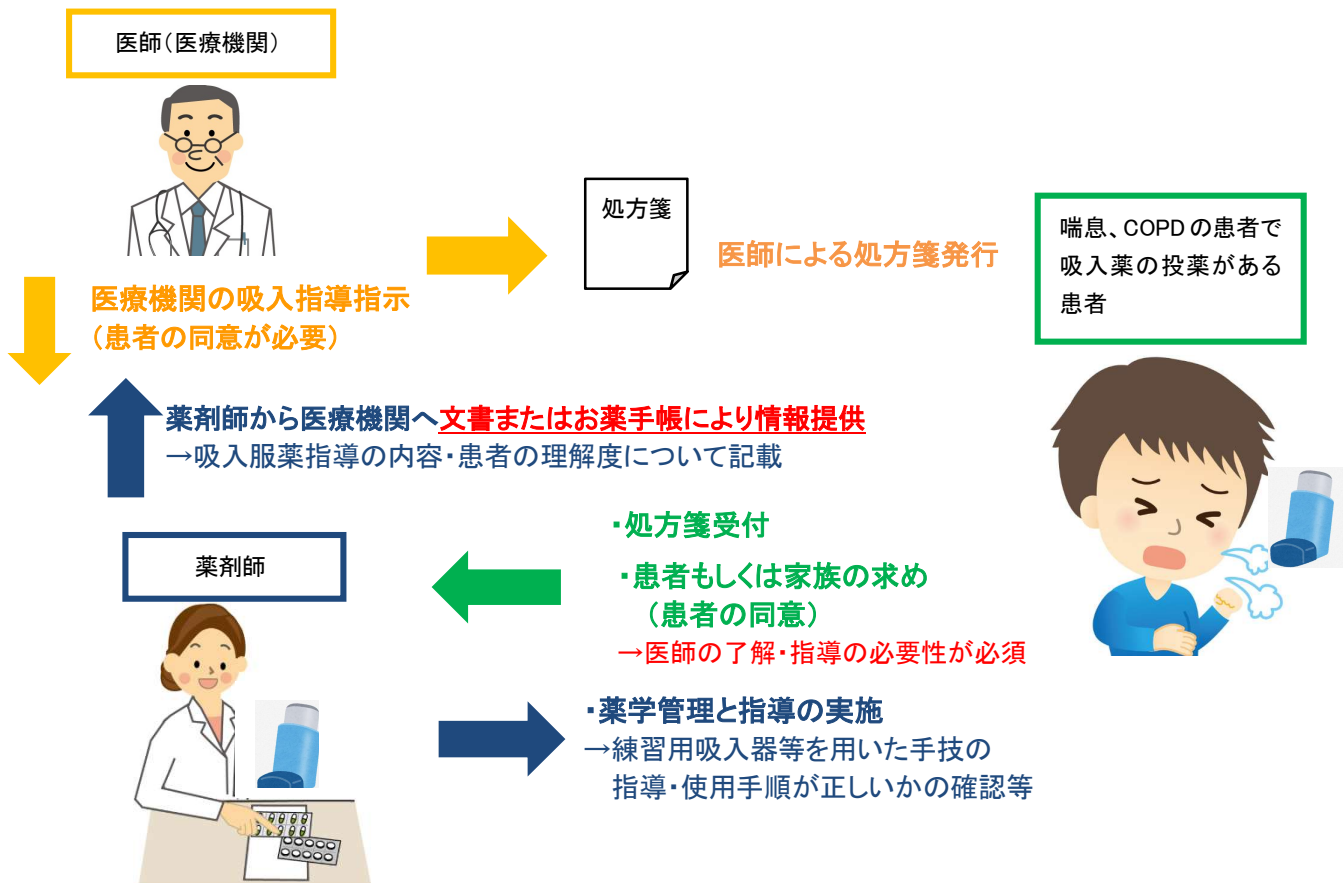 医師(医療機関)
処方箋
医師による処方箋発行
喘息、COPDの患者で
吸入薬の投薬がある
患者
医療機関の吸入指導指示
(患者の同意が必要)
薬剤師から医療機関へ文書またはお薬手帳により情報提供
→吸入服薬指導の内容・患者の理解度について記載
薬剤師
・処方箋受付
・患者もしくは家族の求め
(患者の同意)
→医師の了解・指導の必要性が必須
・薬学管理と指導の実施
→練習用吸入器等を用いた手技の
指導・使用手順が正しいかの確認等